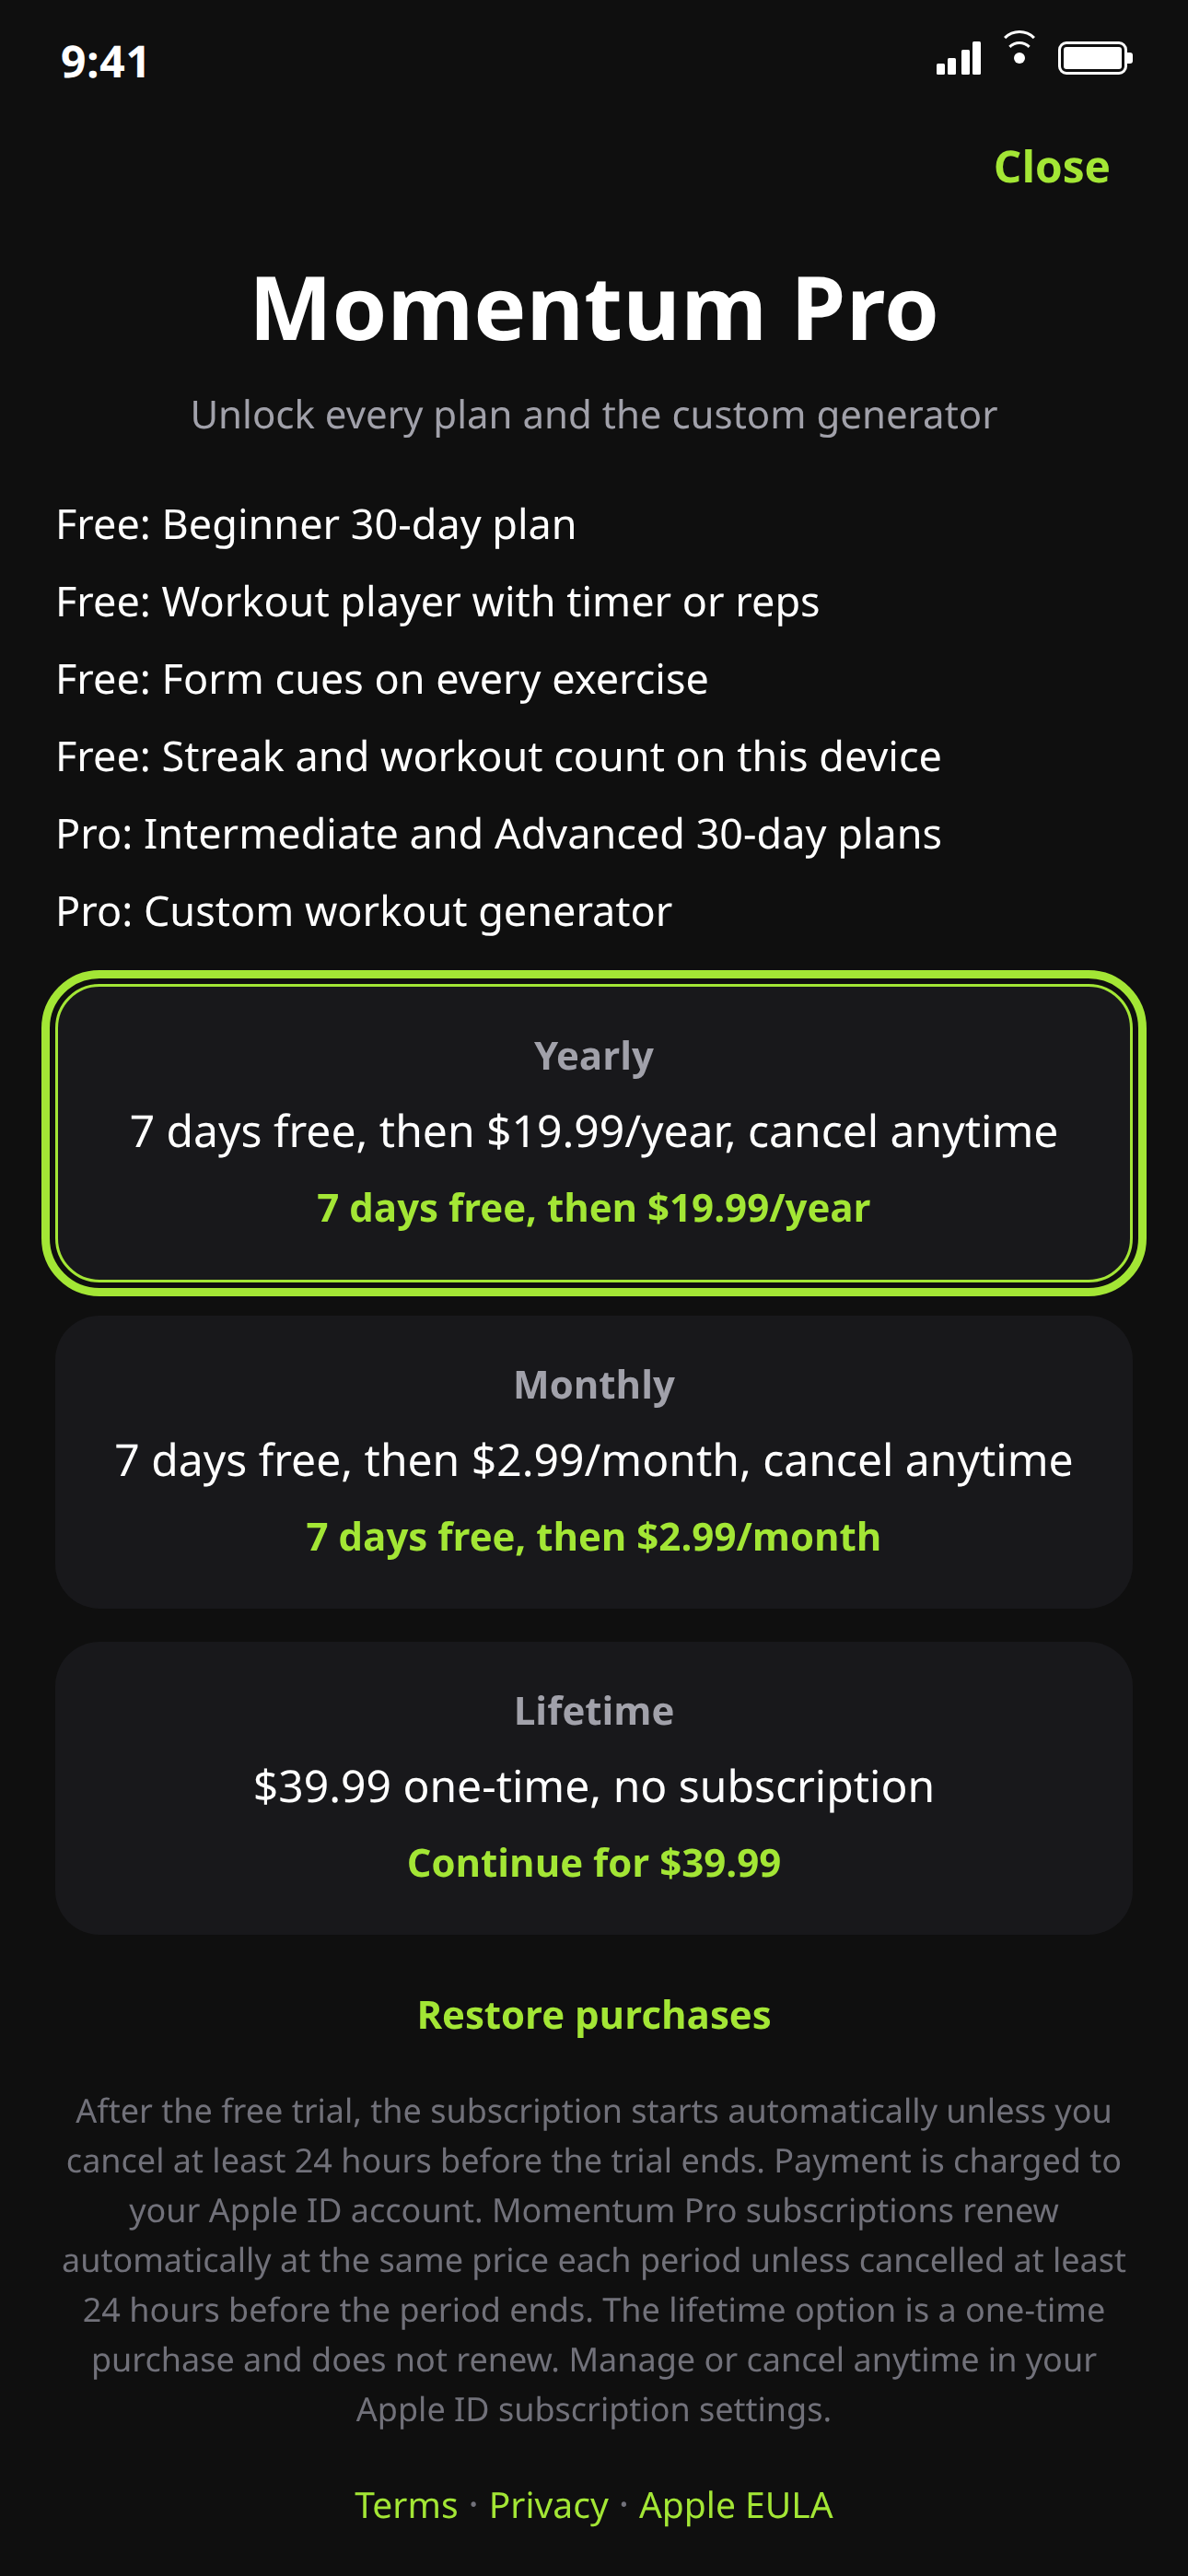 9:41
Close
Momentum Pro
Unlock every plan and the custom generator
Free: Beginner 30-day plan
Free: Workout player with timer or reps
Free: Form cues on every exercise
Free: Streak and workout count on this device
Pro: Intermediate and Advanced 30-day plans
Pro: Custom workout generator
Yearly
7 days free, then $19.99/year, cancel anytime
7 days free, then $19.99/year
Monthly
7 days free, then $2.99/month, cancel anytime
7 days free, then $2.99/month
Lifetime
$39.99 one-time, no subscription
Continue for $39.99
Restore purchases
After the free trial, the subscription starts automatically unless you
cancel at least 24 hours before the trial ends. Payment is charged to
your Apple ID account. Momentum Pro subscriptions renew
automatically at the same price each period unless cancelled at least
24 hours before the period ends. The lifetime option is a one-time
purchase and does not renew. Manage or cancel anytime in your
Apple ID subscription settings.
Terms · Privacy · Apple EULA